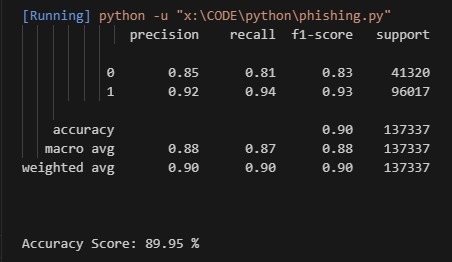 [Running] python -u "x:\CODE\python\phishing.py"
precision recall f1-score support
0 0.85 0.81 0.83 41320
1 0.92 0.94 0.93 96017
accuracy 0.90 137337
macro avg 0.88 0.87 0.88 137337
weighted avg 0.90 0.90 0.90 137337
Accuracy Score: 89.95 %